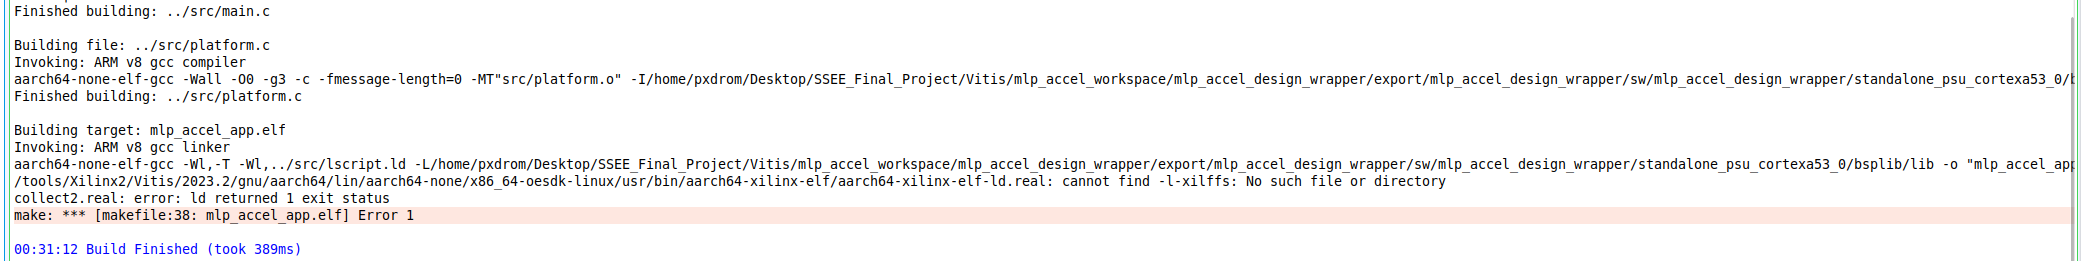 Finished building: ../src/main.c
Building file: ../src/platform.c
Invoking: ARM v8 gcc compiler
aarch64-none-elf-gcc -Wall -O0 -g3 -c -fmessage-length=0 -MT"src/platform.o" -I/home/pxdrom/Desktop/SSEE_Final_Project/Vitis/mlp_accel_workspace/mlp_accel_design_wrapper/export/mlp_accel_design_wrapper/sw/mlp_accel_design_wrapper/standalone_psu_cortexa53_0/
Finished building: ../src/platform.c
Building target: mlp_accel_app.elf
Invoking: ARM v8 gcc linker
aarch64-none-elf-gcc -Wl,-T -Wl,../src/lscript.ld -L/home/pxdrom/Desktop/SSEE_Final_Project/Vitis/mlp_accel_workspace/mlp_accel_design_wrapper/export/mlp_accel_design_wrapper/sw/mlp_accel_design_wrapper/standalone_psu_cortexa53_0/bsplib/lib -o "mlp_accel_app
/tools/Xilinx2/Vitis/2023.2/gnu/aarch64/lin/aarch64-none/x86_64-oesdk-linux/usr/bin/aarch64-xilinx-elf/aarch64-xilinx-elf-ld.real: cannot find -l-xilffs: No such file or directory
collect2.real: error: ld returned 1 exit status
make: *** [makefile:38: mlp_accel_app.elf] Error 1
00:31:12 Build Finished (took 389ms)